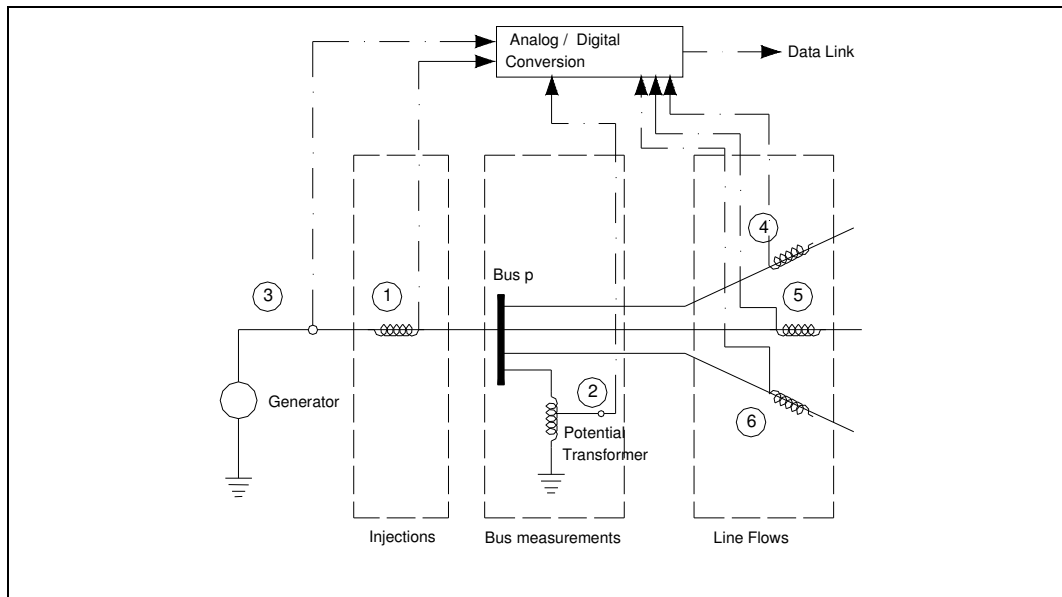 Analog / Digital
Conversion
Data Link
4
Bus p
3
1
5
Generator
2
6
Potential
Transformer
Injections
Bus measurements
Line Flows